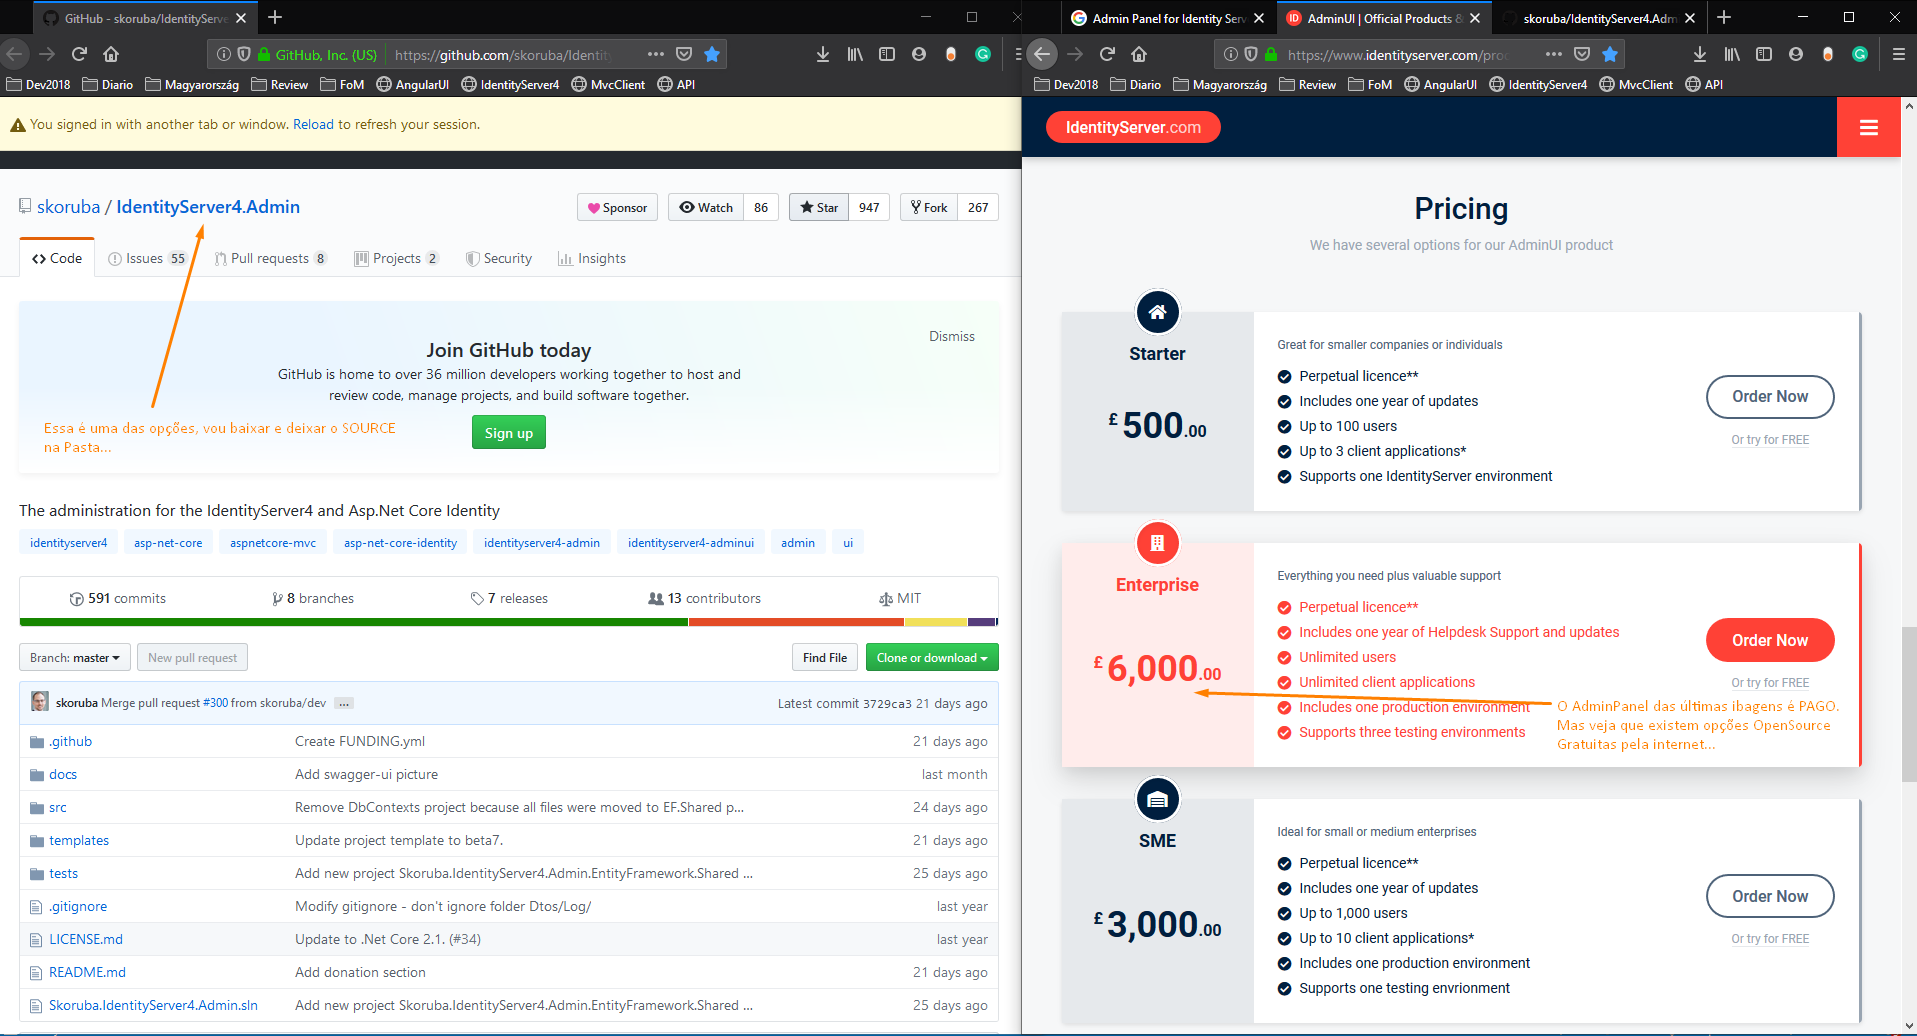 GitHub - skoruba/IdentityServe
GitHub, Inc. (US)
https://github.com/skoruba/Identity
Dev2018
Diario
Magyarország
Review
FoM
AngularUI
IdentityServer4
MvcClient
API
You signed in with another tab or window. Reload to refresh your session.
skoruba / IdentityServer4.Admin
Sponsor
Watch 86
Star 947
Fork 267
Code
Issues 55
Pull requests 8
Projects 2
Security
Insights
Dismiss
Join GitHub today
GitHub is home to over 36 million developers working together to host and
review code, manage projects, and build software together.
Sign up
Essa é uma das opções, vou baixar e deixar o SOURCE
na Pasta...
The administration for the IdentityServer4 and Asp.Net Core Identity
identityserver4
asp-net-core
aspnetcore-mvc
asp-net-core-identity
identityserver4-admin
identityserver4-adminui
admin
ui
591 commits
8 branches
7 releases
13 contributors
MIT
Branch: master
New pull request
Find File
Clone or download
skoruba Merge pull request #300 from skoruba/dev ...
Latest commit 3729ca3 21 days ago
.github Create FUNDING.yml 21 days ago
docs Add swagger-ui picture last month
src Remove DbContexts project because all files were moved to EF.Shared p... 24 days ago
templates Update project template to beta7. 21 days ago
tests Add new project Skoruba.IdentityServer4.Admin.EntityFramework.Shared ... 25 days ago
.gitignore Modify gitignore - don't ignore folder Dtos/Log/ last year
LICENSE.md Update to .Net Core 2.1. (#34) last year
README.md Add donation section 21 days ago
Skoruba.IdentityServer4.Admin.sln Add new project Skoruba.IdentityServer4.Admin.EntityFramework.Shared ... 25 days ago
Admin Panel for Identity Serv
AdminUI | Official Products &
skoruba/IdentityServer4.Adm
https://www.identityserver.com/prod
Dev2018
Diario
Magyarország
Review
FoM
AngularUI
IdentityServer4
MvcClient
API
IdentityServer.com
Pricing
We have several options for our AdminUI product
Starter
£500.00
Great for smaller companies or individuals
Perpetual licence**
Includes one year of updates
Up to 100 users
Up to 3 client applications*
Supports one IdentityServer environment
Order Now
Or try for FREE
Enterprise
£6,000.00
Everything you need plus valuable support
Perpetual licence**
Includes one year of Helpdesk Support and updates
Unlimited users
Unlimited client applications
Includes one production environment
Supports three testing environments
Order Now
Or try for FREE
O AdminPanel das últimas ibagens é PAGO.
Mas veja que existem opções OpenSource
Gratuitas pela internet...
SME
£3,000.00
Ideal for small or medium enterprises
Perpetual licence**
Includes one year of updates
Up to 1,000 users
Up to 10 client applications*
Includes one production environment
Supports one testing envrionment
Order Now
Or try for FREE